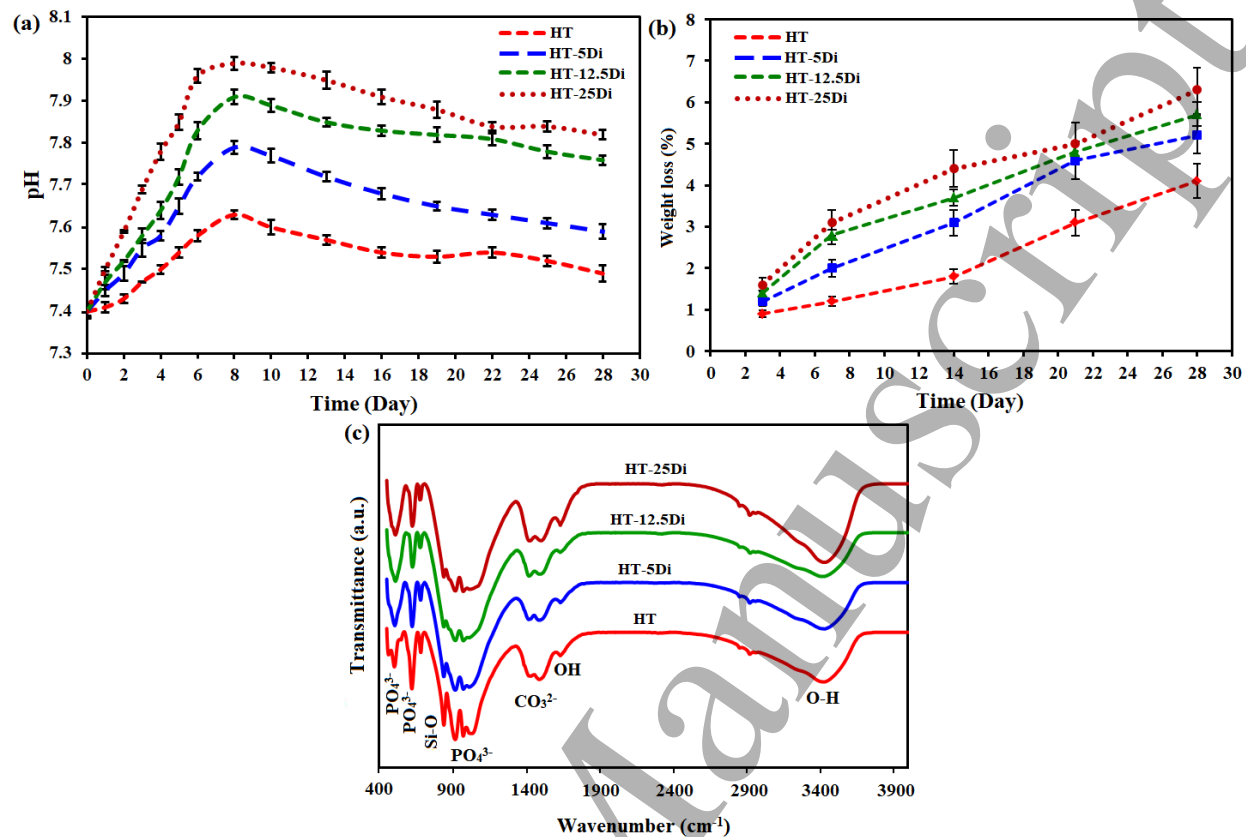 (a)
8.1
8
7.9
7.8
7.7
7.6
7.5
7.4
7.3
pH
HT
HT-5Di
HT-12.5Di
HT-25Di
0 2 4 6 8 10 12 14 16 18 20 22 24 26 28
Time (Day)
(b)
8
7
6
5
4
3
2
1
0
Weight loss (%)
HT
HT-5Di
HT-12.5Di
HT-25Di
0 2 4 6 8 10 12 14 16 18 20 22 24 26 28 30
Time (Day)
(c)
Transmittance (a.u.)
HT-25Di
HT-12.5Di
HT-5Di
HT
PO₄³⁻
PO₄³⁻
Si-O
PO₄³⁻
CO₃²⁻
OH
O-H
400 900 1400 1900 2400 2900 3400 3900
Wavenumber (cm⁻¹)
Manuscript